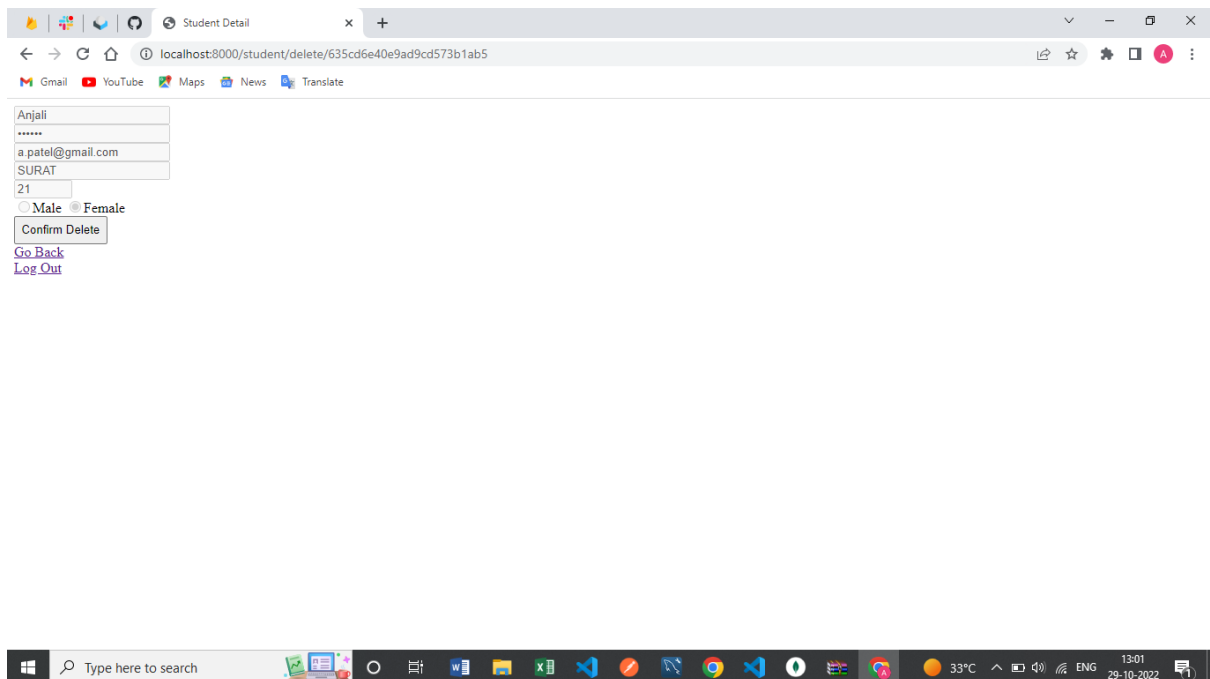 Student Detail
localhost:8000/student/delete/635cd6e40e9ad9cd573b1ab5
A
Gmail YouTube Maps News Translate
Anjali
••••••
a.patel@gmail.com
SURAT
21
Male Female
Confirm Delete
Go Back
Log Out
Type here to search
33°C ENG 13:01
29-10-2022
1